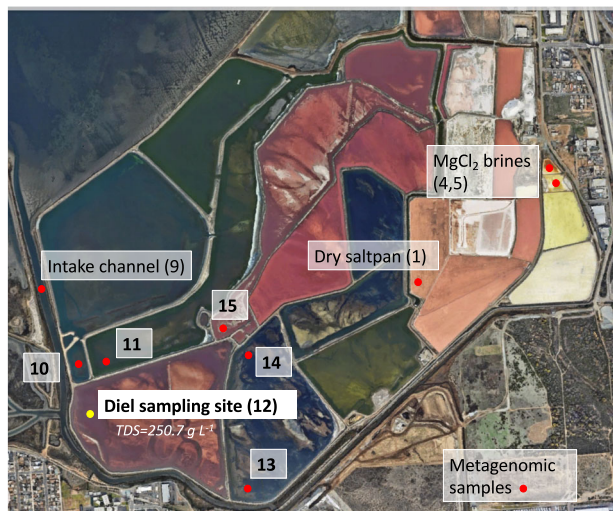 MgCl₂ brines
(4,5)
Intake channel (9)
Dry saltpan (1)
15
11
14
10
Diel sampling site (12)
TDS=250.7 g L⁻¹
13
Metagenomic
samples